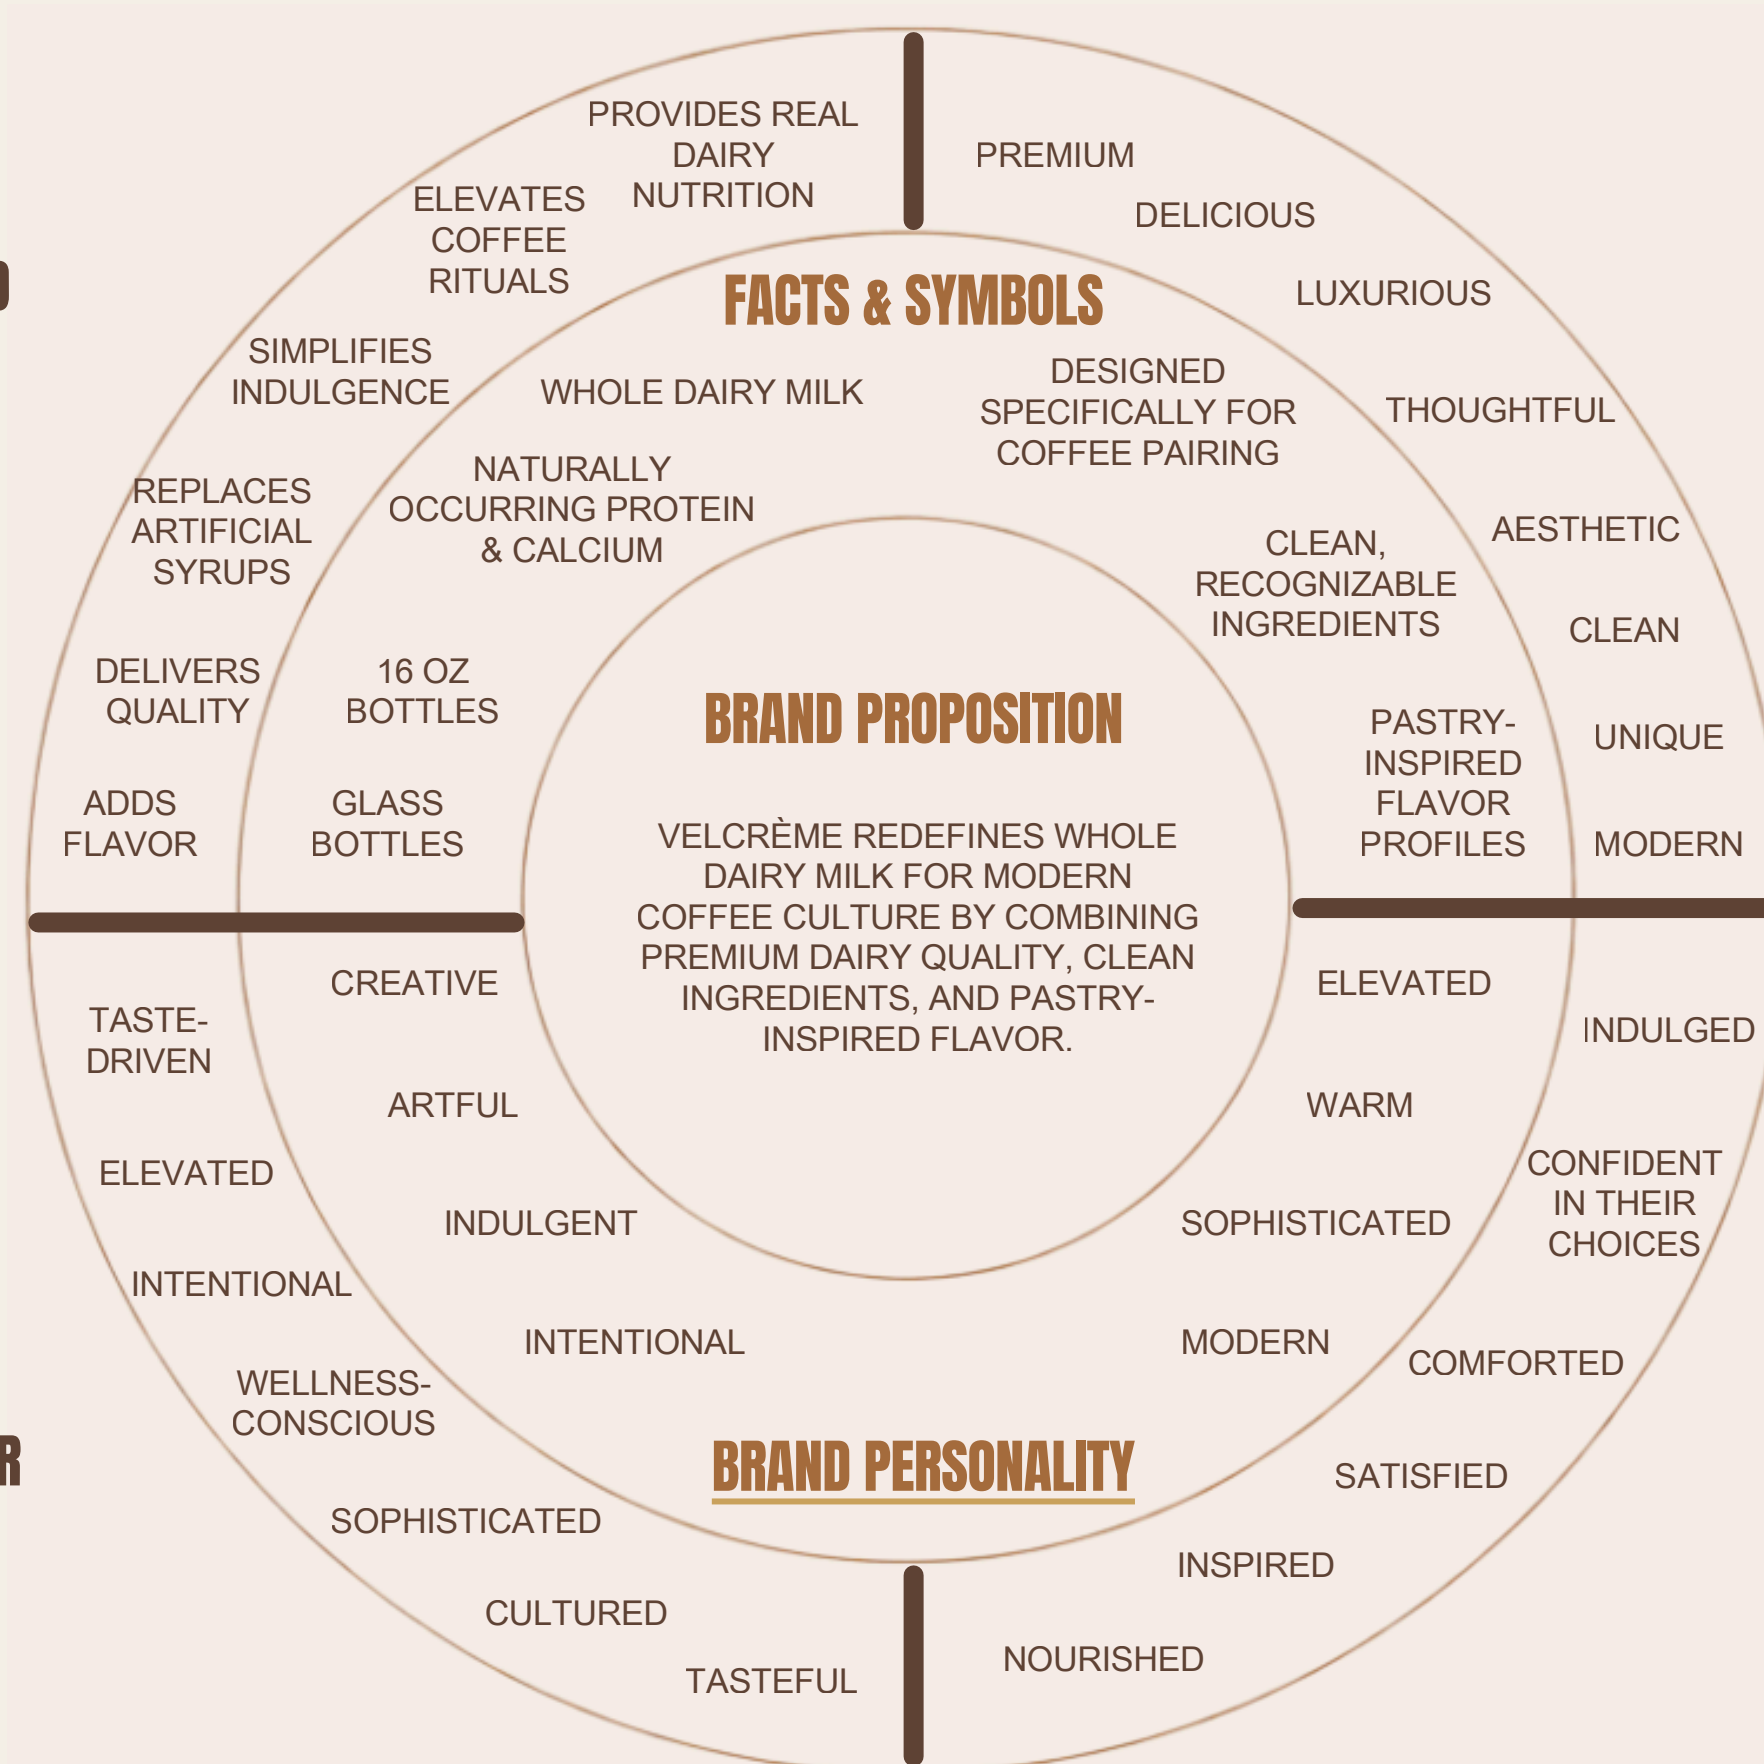 PROVIDES REAL
DAIRY
NUTRITION
ELEVATES
COFFEE
RITUALS
SIMPLIFIES
INDULGENCE
REPLACES
ARTIFICIAL
SYRUPS
DELIVERS
QUALITY
ADDS
FLAVOR
PREMIUM
DELICIOUS
LUXURIOUS
THOUGHTFUL
AESTHETIC
CLEAN
UNIQUE
MODERN
FACTS & SYMBOLS
WHOLE DAIRY MILK
NATURALLY
OCCURRING PROTEIN
& CALCIUM
16 OZ
BOTTLES
GLASS
BOTTLES
DESIGNED
SPECIFICALLY FOR
COFFEE PAIRING
CLEAN,
RECOGNIZABLE
INGREDIENTS
PASTRY-
INSPIRED
FLAVOR
PROFILES
BRAND PROPOSITION
VELCRÈME REDEFINES WHOLE
DAIRY MILK FOR MODERN
COFFEE CULTURE BY COMBINING
PREMIUM DAIRY QUALITY, CLEAN
INGREDIENTS, AND PASTRY-
INSPIRED FLAVOR.
CREATIVE
ARTFUL
INDULGENT
INTENTIONAL
ELEVATED
WARM
SOPHISTICATED
MODERN
BRAND PERSONALITY
TASTE-
DRIVEN
ELEVATED
INTENTIONAL
WELLNESS-
CONSCIOUS
SOPHISTICATED
CULTURED
TASTEFUL
INDULGED
CONFIDENT
IN THEIR
CHOICES
COMFORTED
SATISFIED
INSPIRED
NOURISHED
R